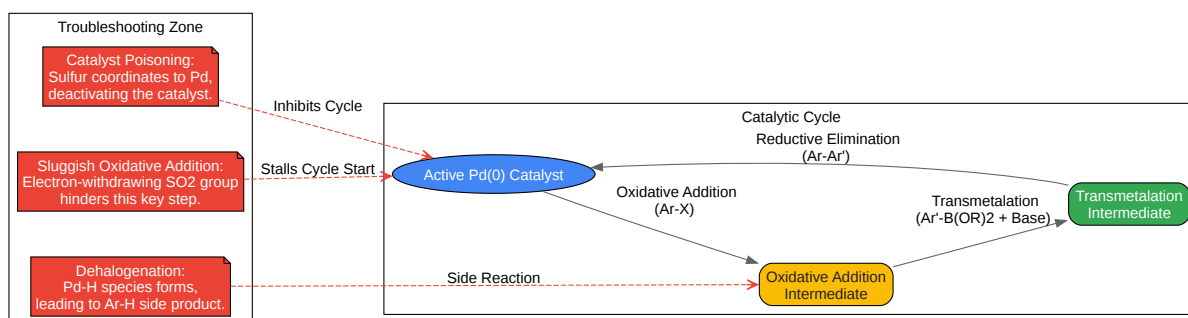 Troubleshooting Zone
Catalyst Poisoning:
Sulfur coordinates to Pd,
deactivating the catalyst.
Inhibits Cycle
Sluggish Oxidative Addition:
Electron-withdrawing SO2 group
hinders this key step.
Stalls Cycle Start
Dehalogenation:
Pd-H species forms,
leading to Ar-H side product.
Side Reaction
Catalytic Cycle
Reductive Elimination
(Ar-Ar')
Active Pd(0) Catalyst
Oxidative Addition
(Ar-X)
Transmetalation
(Ar'-B(OR)2 + Base)
Transmetalation
Intermediate
Oxidative Addition
Intermediate